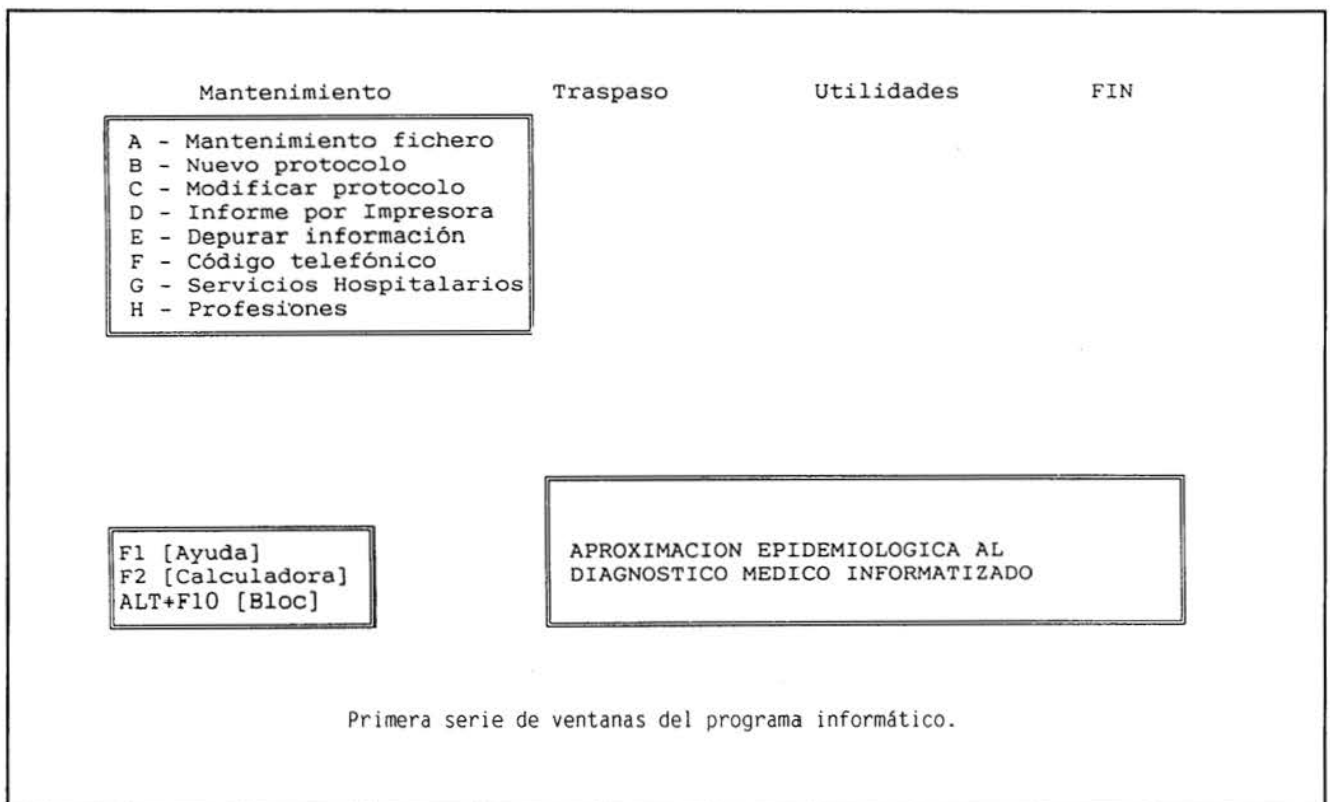 Mantenimiento Traspaso Utilidades FIN
A - Mantenimiento fichero
B - Nuevo protocolo
C - Modificar protocolo
D - Informe por Impresora
E - Depurar información
F - Código telefónico
G - Servicios Hospitalarios
H - Profesiones
F1 [Ayuda]
F2 [Calculadora]
ALT+F10 [Bloc]
APROXIMACION EPIDEMIOLOGICA AL
DIAGNOSTICO MEDICO INFORMATIZADO
Primera serie de ventanas del programa informático.